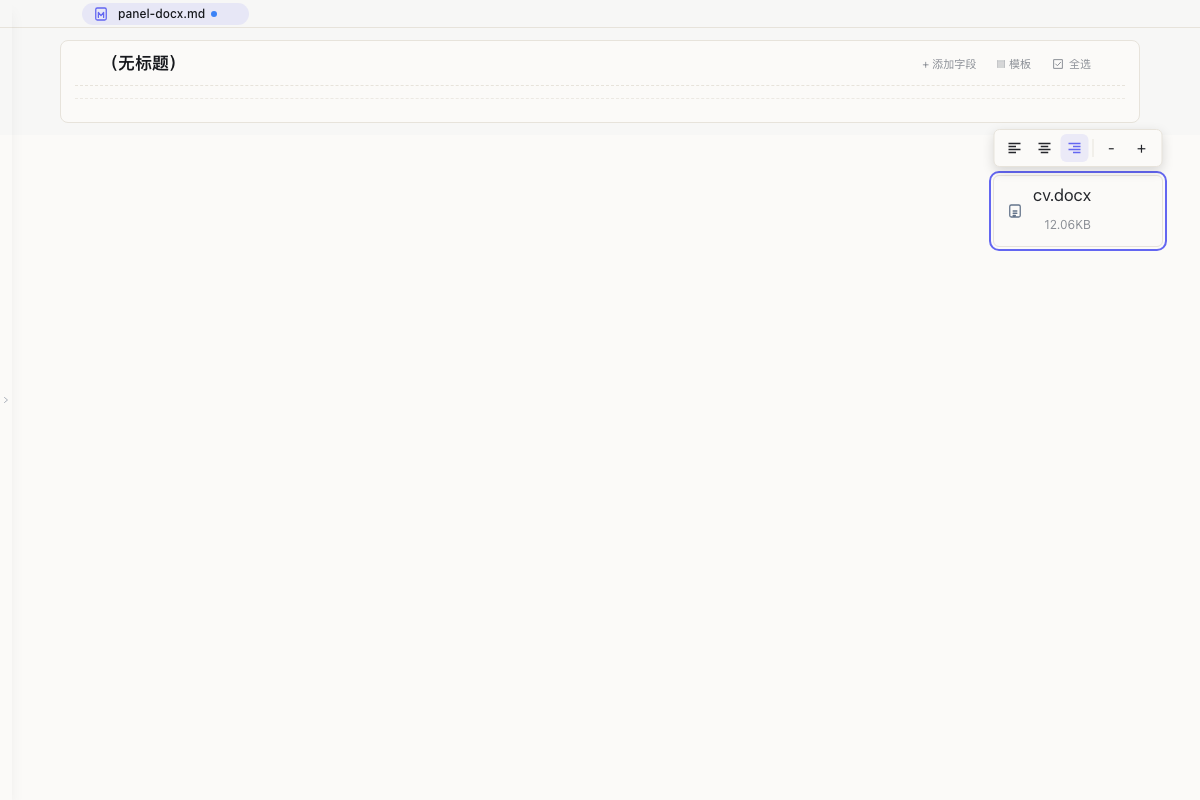 panel-docx.md
（无标题）
+ 添加字段 模板 全选
- +
cv.docx
12.06KB